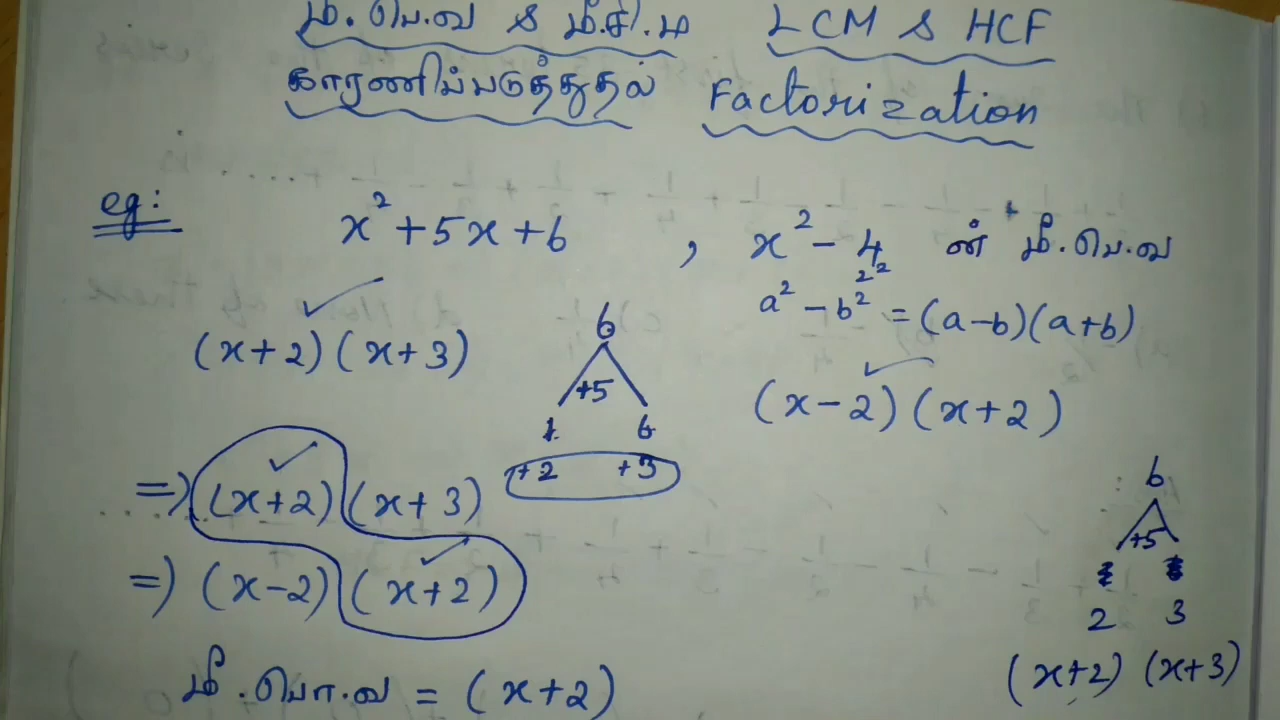 மீ.பெ.வ & மீ.சி.ம LCM & HCF
காரணிப்படுத்துதல் Factorization
eg: x² + 5x + 6 , x² - 4 ன் மீ.பெ.வ
2²
a² - b² = (a-b)(a+b)
(x+2)(x+3)
6
+5
1 6
+2 +3
(x-2)(x+2)
=> (x+2)(x+3)
=> (x-2)(x+2)
மீ.பொ.வ = (x+2)
6
+5
2 3
(x+2) (x+3)